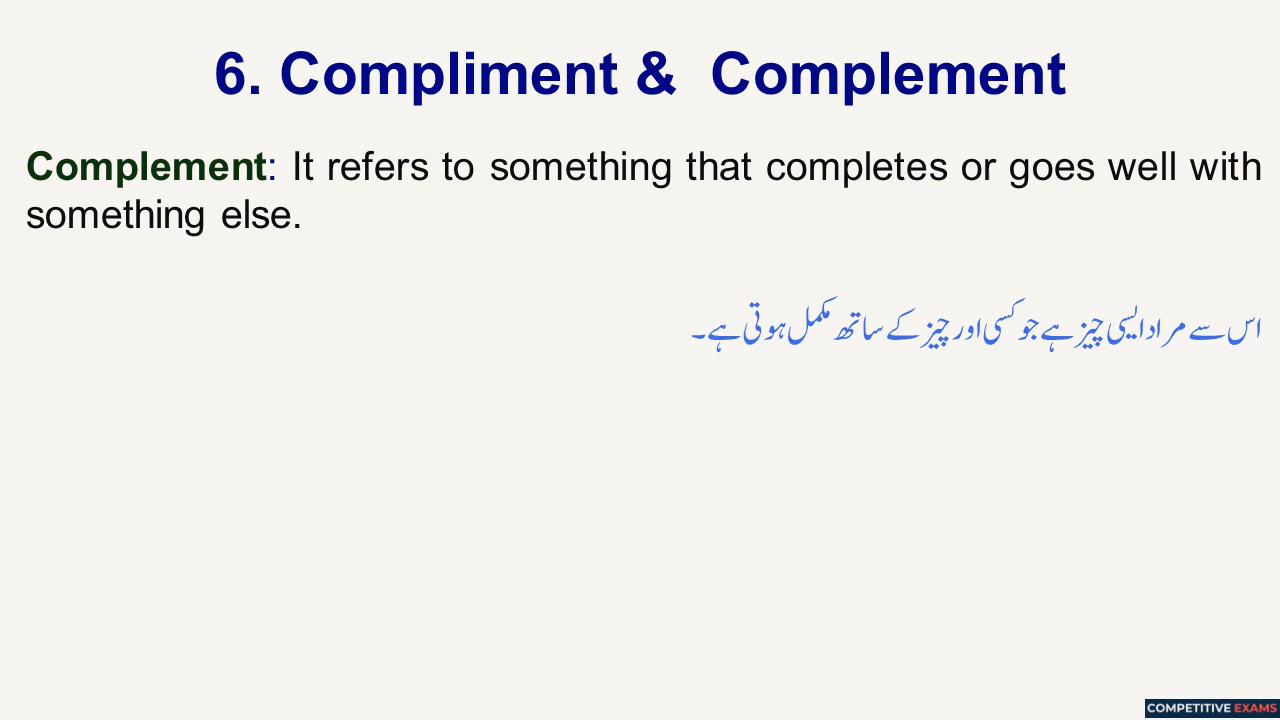 6. Compliment & Complement
Complement: It refers to something that completes or goes well with
something else.
اس سے مراد ایسی چیز ہے جو کسی اور چیز کے ساتھ مکمل ہوتی ہے۔
COMPETITIVE EXAMS